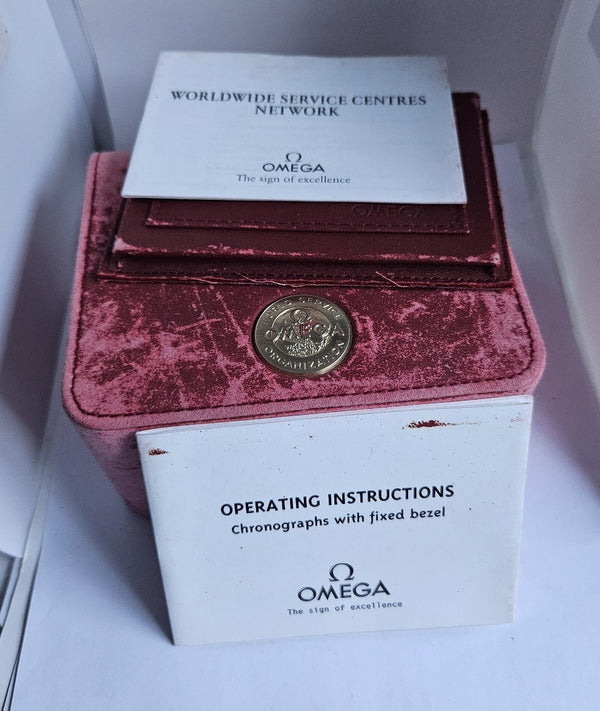 WORLDWIDE SERVICE CENTRES
NETWORK
Ω
OMEGA
The sign of excellence
OMEGA
ORGANIZATION
OPERATING INSTRUCTIONS
Chronographs with fixed bezel
Ω
OMEGA
The sign of excellence